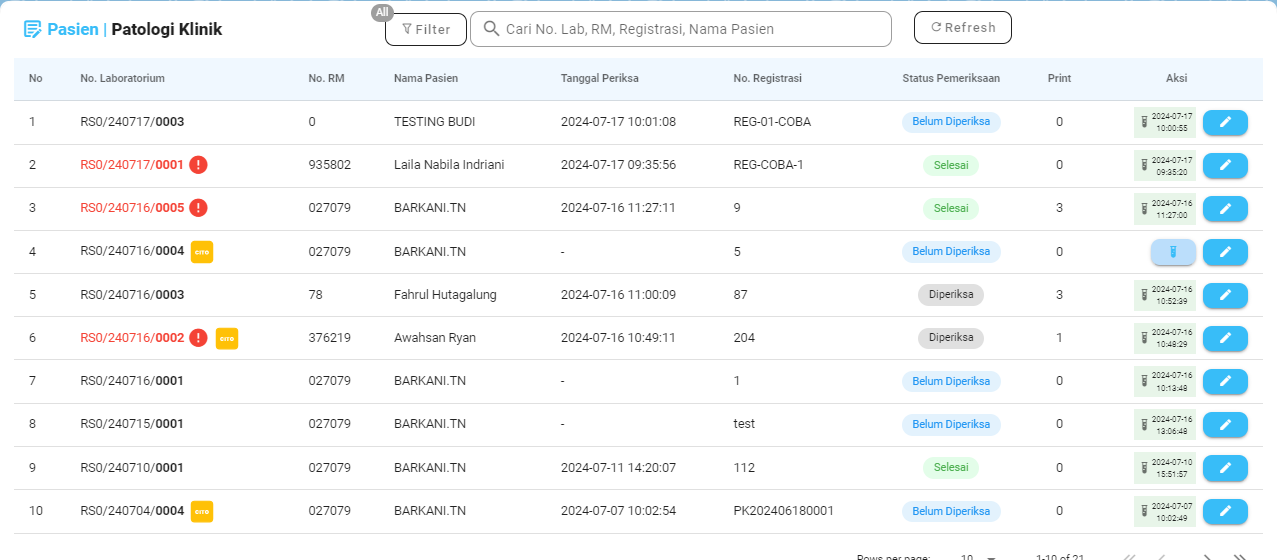 All
Pasien | Patologi Klinik
Filter
Cari No. Lab, RM, Registrasi, Nama Pasien
Refresh
No No. Laboratorium No. RM Nama Pasien Tanggal Periksa No. Registrasi Status Pemeriksaan Print Aksi
1 RS0/240717/0003 0 TESTING BUDI 2024-07-17 10:01:08 REG-01-COBA Belum Diperiksa 0 2024-07-17 10:00:55
2 RS0/240717/0001 ! 935802 Laila Nabila Indriani 2024-07-17 09:35:56 REG-COBA-1 Selesai 0 2024-07-17 09:35:20
3 RS0/240716/0005 ! 027079 BARKANI.TN 2024-07-16 11:27:11 9 Selesai 3 2024-07-16 11:27:00
4 RS0/240716/0004 CITO 027079 BARKANI.TN - 5 Belum Diperiksa 0
5 RS0/240716/0003 78 Fahrul Hutagalung 2024-07-16 11:00:09 87 Diperiksa 3 2024-07-16 10:52:39
6 RS0/240716/0002 ! CITO 376219 Awahsan Ryan 2024-07-16 10:49:11 204 Diperiksa 1 2024-07-16 10:48:29
7 RS0/240716/0001 027079 BARKANI.TN - 1 Belum Diperiksa 0 2024-07-16 10:13:48
8 RS0/240715/0001 027079 BARKANI.TN - test Belum Diperiksa 0 2024-07-16 13:06:48
9 RS0/240710/0001 027079 BARKANI.TN 2024-07-11 14:20:07 112 Selesai 0 2024-07-10 15:51:57
10 RS0/240704/0004 CITO 027079 BARKANI.TN 2024-07-07 10:02:54 PK202406180001 Belum Diperiksa 0 2024-07-07 10:02:49
Rows per page: 10 1-10 of 21